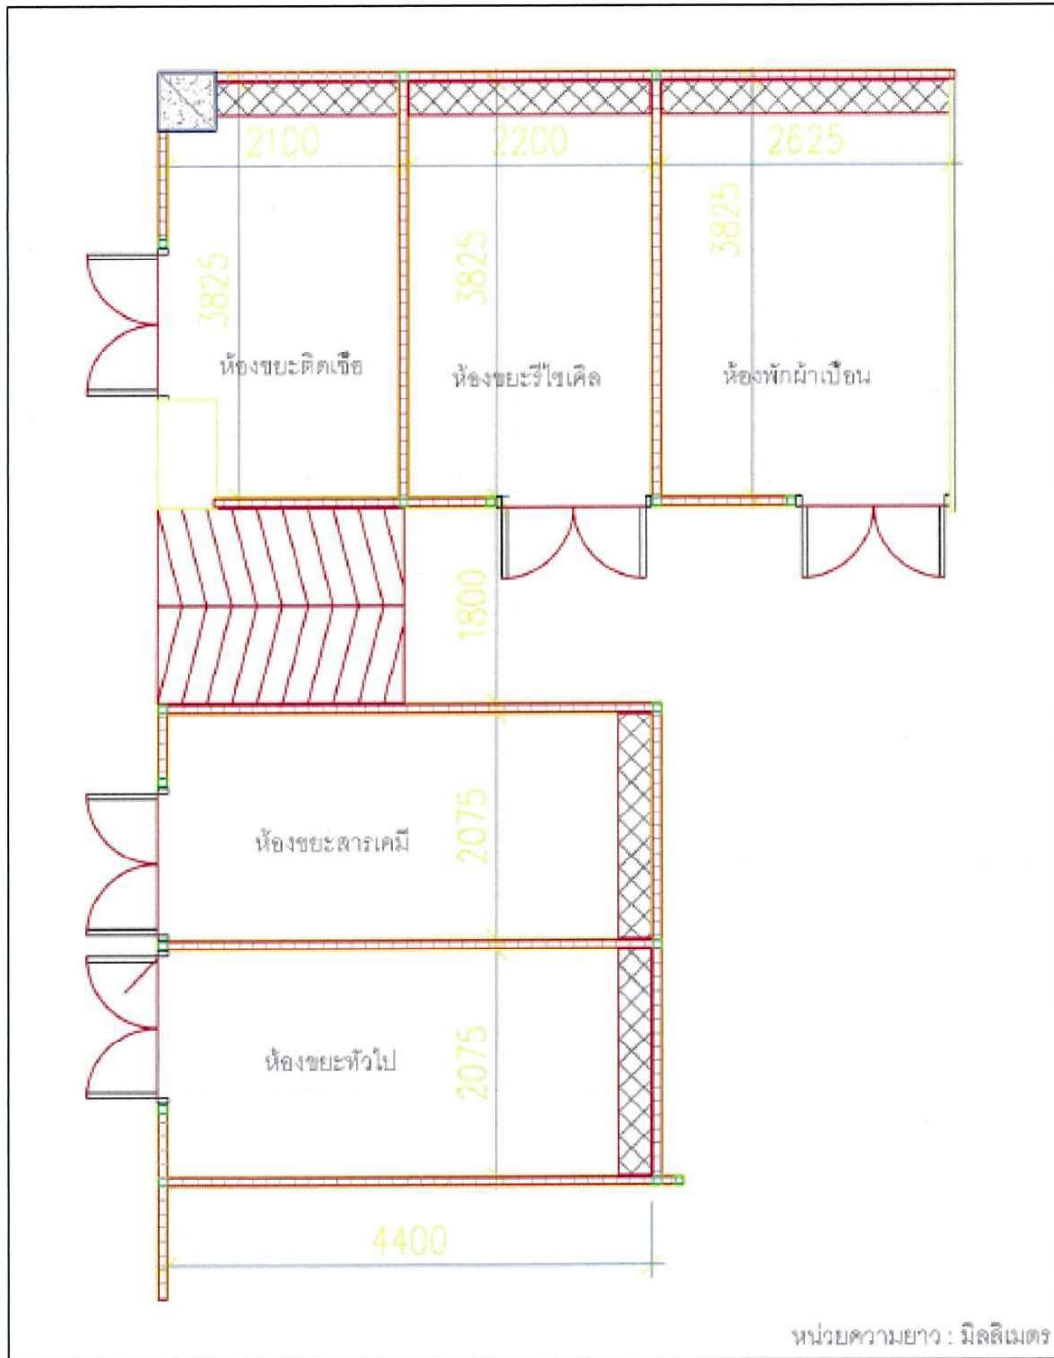 2100
2200
2625
3825
3825
3825
ห้องขยะติดเชื้อ
ห้องขยะรีไซเคิล
ห้องพักผ้าเปื้อน
1800
2075
ห้องขยะสารเคมี
2075
ห้องขยะทั่วไป
4400
หน่วยความยาว : มิลลิเมตร